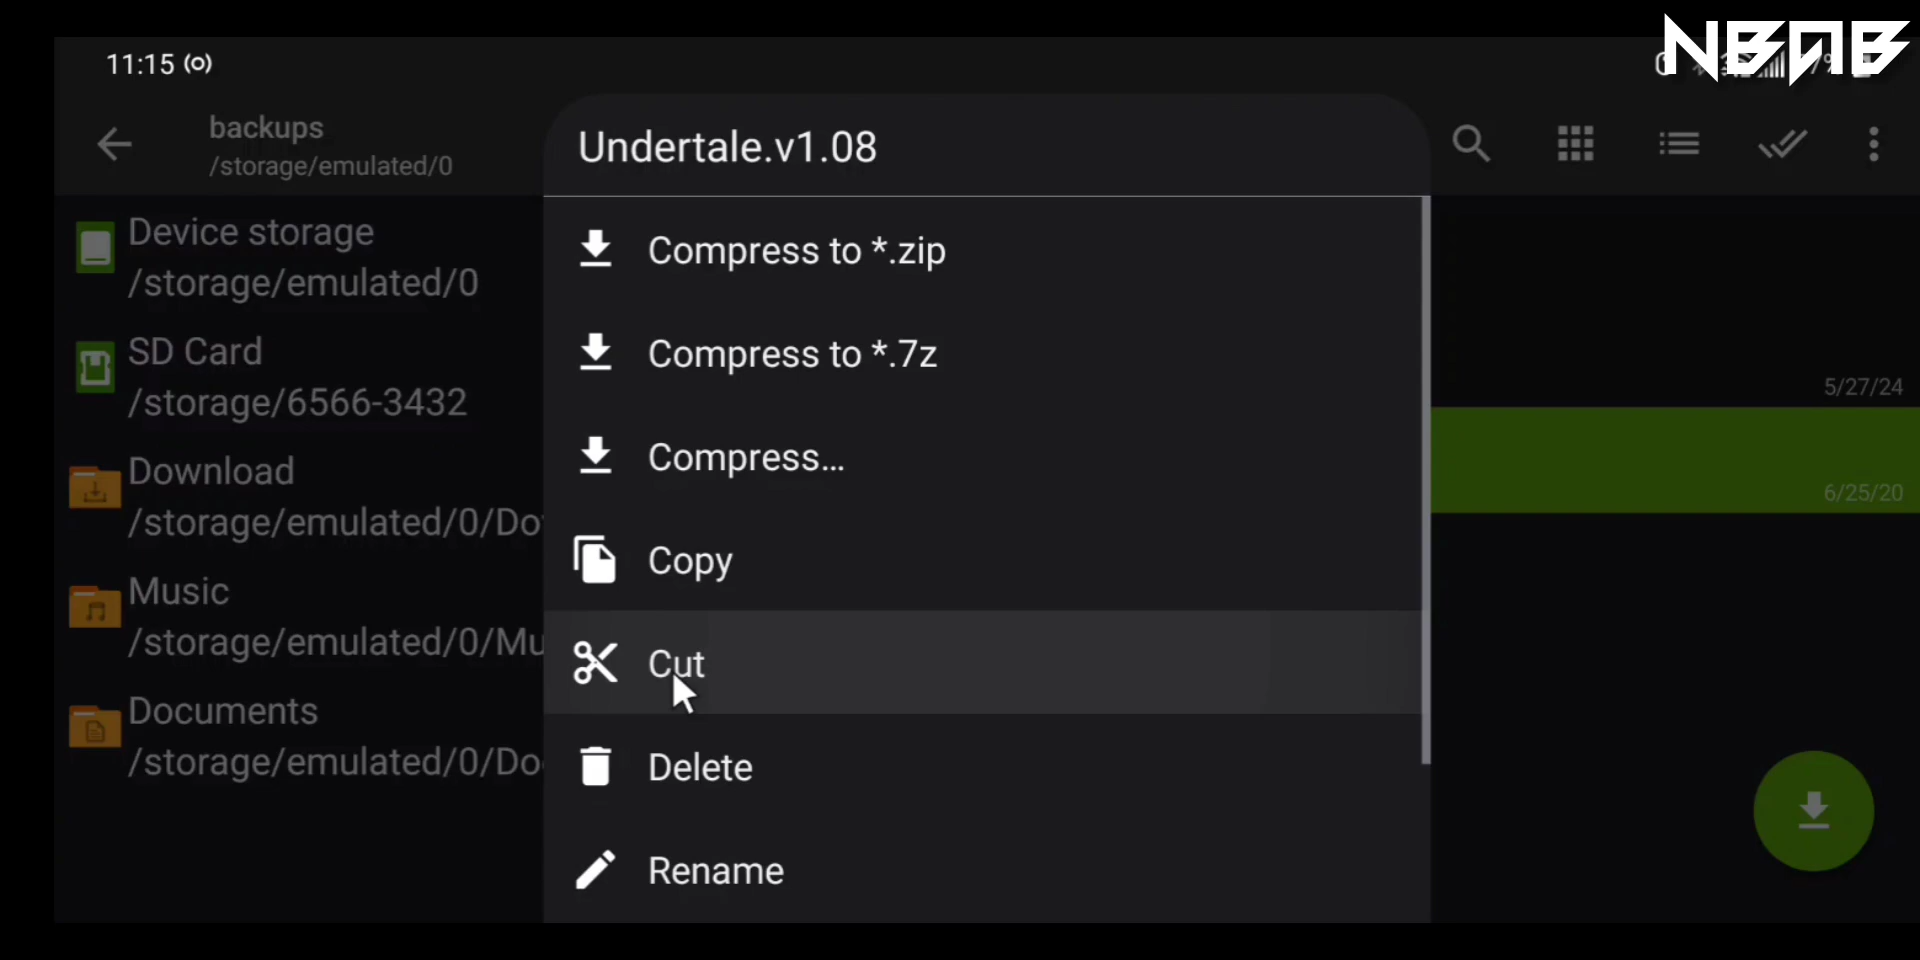 NBAB
11:15
backups
/storage/emulated/0
Undertale.v1.08
Device storage
/storage/emulated/0
SD Card
/storage/6566-3432
Download
/storage/emulated/0/Do
Music
/storage/emulated/0/Mu
Documents
/storage/emulated/0/Do
Compress to *.zip
Compress to *.7z
Compress...
Copy
Cut
Delete
Rename
5/27/24
6/25/20